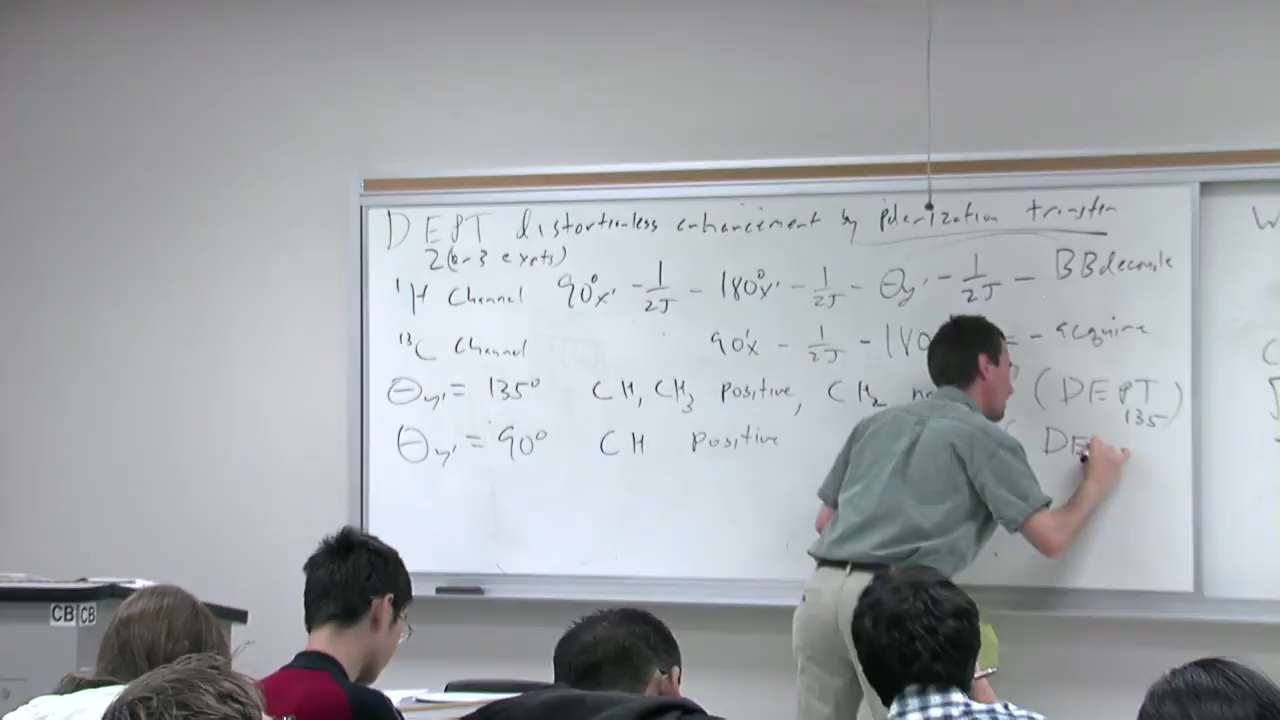 DEPT distortionless enhancement by polarization transfer
2(or 3 expts)
¹H Channel 90°x' - 1/2J - 180°x' - 1/2J - Θy' - 1/2J - BBdecouple
¹³C Channel 90'x - 1/2J - 180 - acquire
Θy' = 135° CH, CH3 positive, CH2 (DEPT 135)
Θy' = 90° CH positive ( DE
CB CB
W